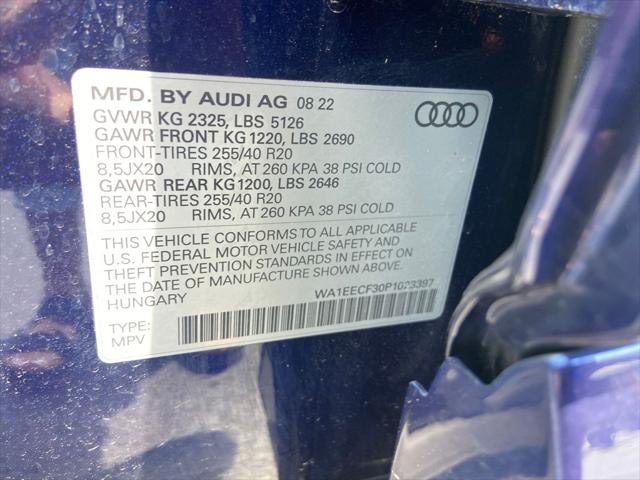 MFD. BY AUDI AG 08 22
GVWR KG 2325, LBS 5126
GAWR FRONT KG 1220, LBS 2690
FRONT-TIRES 255/40 R20
8,5JX20 RIMS, AT 260 KPA 38 PSI COLD
GAWR REAR KG 1200, LBS 2646
REAR-TIRES 255/40 R20
8,5JX20 RIMS, AT 260 KPA 38 PSI COLD
THIS VEHICLE CONFORMS TO ALL APPLICABLE
U.S. FEDERAL MOTOR VEHICLE SAFETY AND
THEFT PREVENTION STANDARDS IN EFFECT ON
THE DATE OF MANUFACTURE SHOWN ABOVE.
HUNGARY
WA1EECF30P1023397
TYPE:
MPV